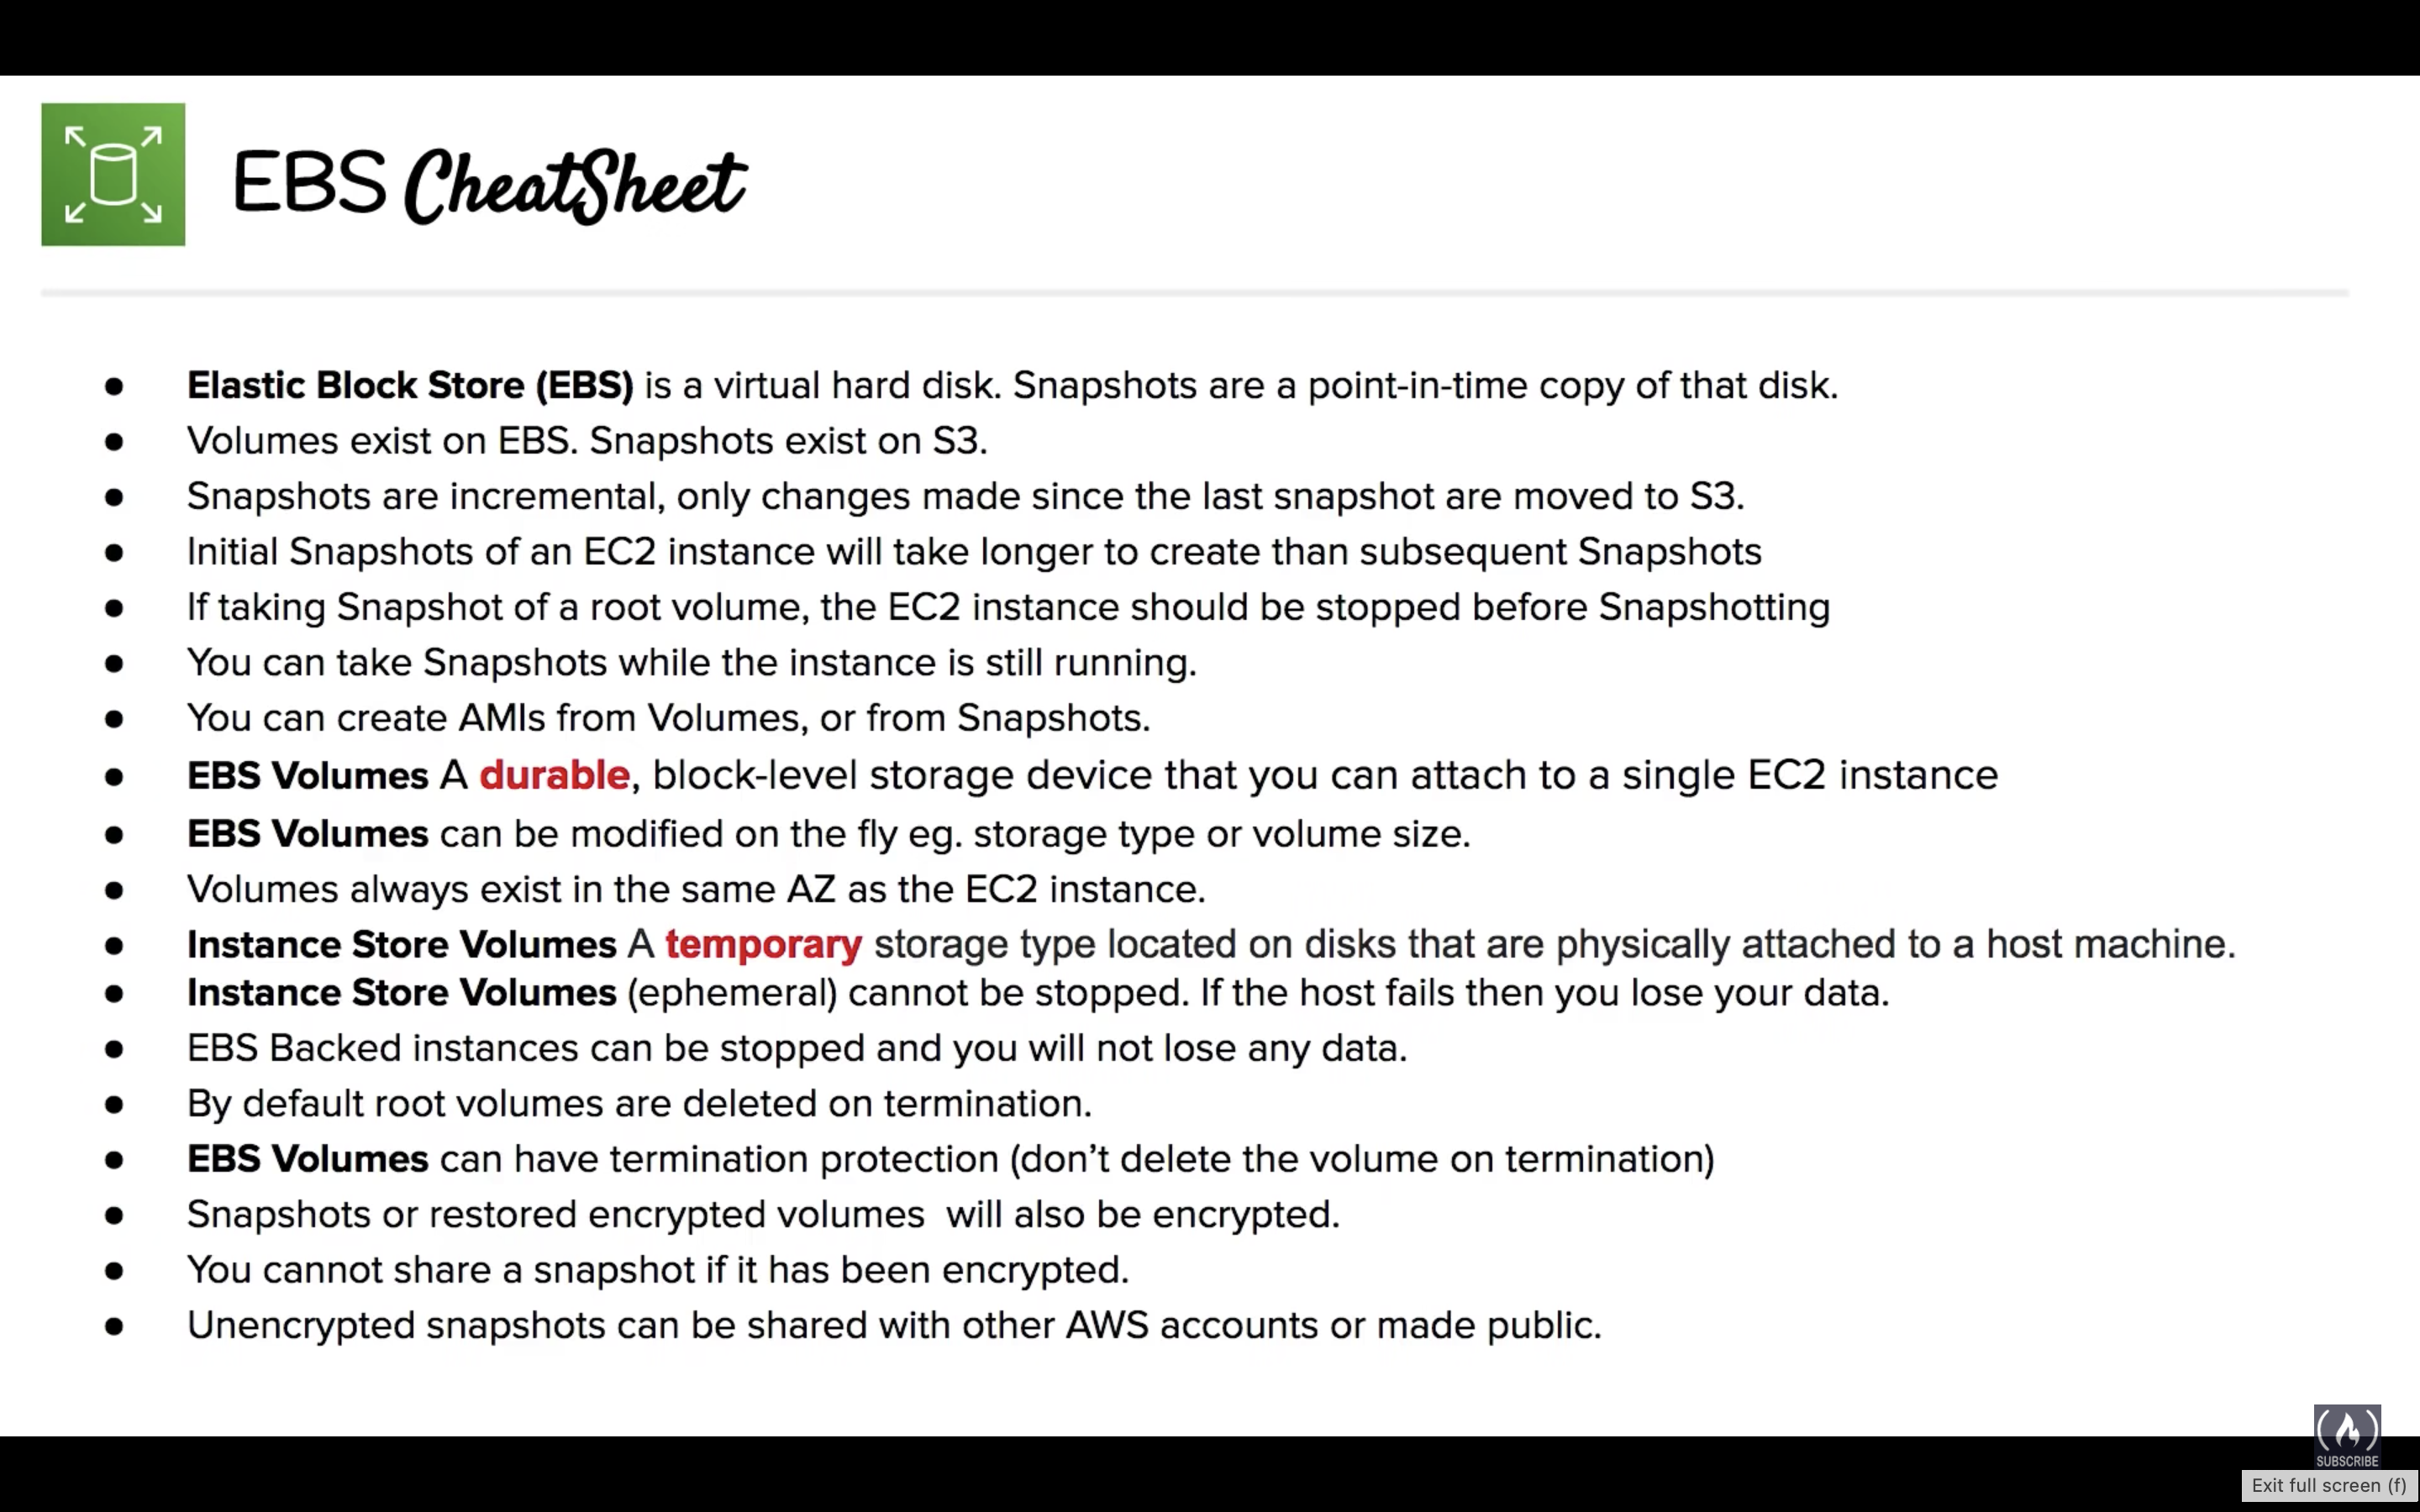 EBS CheatSheet
● Elastic Block Store (EBS) is a virtual hard disk. Snapshots are a point-in-time copy of that disk.
● Volumes exist on EBS. Snapshots exist on S3.
● Snapshots are incremental, only changes made since the last snapshot are moved to S3.
● Initial Snapshots of an EC2 instance will take longer to create than subsequent Snapshots
● If taking Snapshot of a root volume, the EC2 instance should be stopped before Snapshotting
● You can take Snapshots while the instance is still running.
● You can create AMIs from Volumes, or from Snapshots.
● EBS Volumes A durable, block-level storage device that you can attach to a single EC2 instance
● EBS Volumes can be modified on the fly eg. storage type or volume size.
● Volumes always exist in the same AZ as the EC2 instance.
● Instance Store Volumes A temporary storage type located on disks that are physically attached to a host machine.
● Instance Store Volumes (ephemeral) cannot be stopped. If the host fails then you lose your data.
● EBS Backed instances can be stopped and you will not lose any data.
● By default root volumes are deleted on termination.
● EBS Volumes can have termination protection (don’t delete the volume on termination)
● Snapshots or restored encrypted volumes  will also be encrypted.
● You cannot share a snapshot if it has been encrypted.
● Unencrypted snapshots can be shared with other AWS accounts or made public.
SUBSCRIBE
Exit full screen (f)